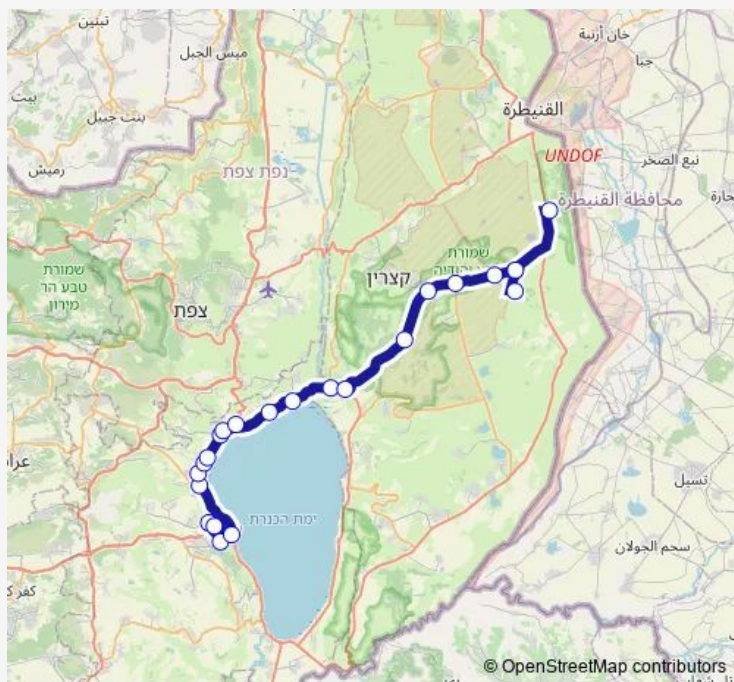 تبنين
خان أرنبة
ميس الجبل
جبا
بيت
القنيطرة
بنت جبيل
UNDOF
نبع الصخر
رميش
נפת צפת
محافظة القنيطرة
שמורת
קצרין
שמורת
טבע הר
מירון
צפת
تسيل
ימת הכנרת
سحم الجولان
كفر ك
© OpenStreetMap contributors